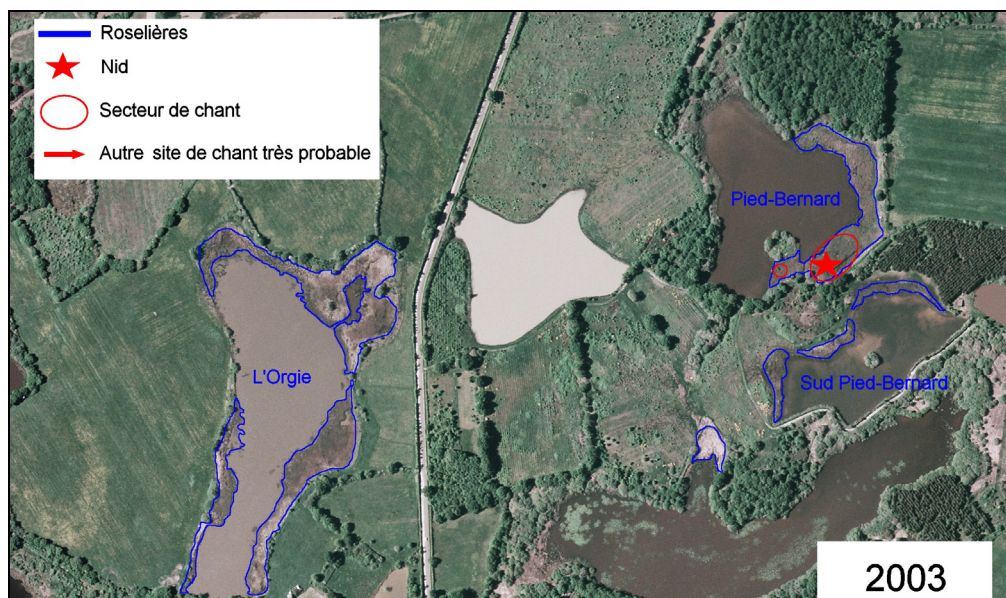 Roselières
Nid
Secteur de chant
Autre site de chant très probable
Pied-Bernard
L'Orgie
Sud Pied-Bernard
2003